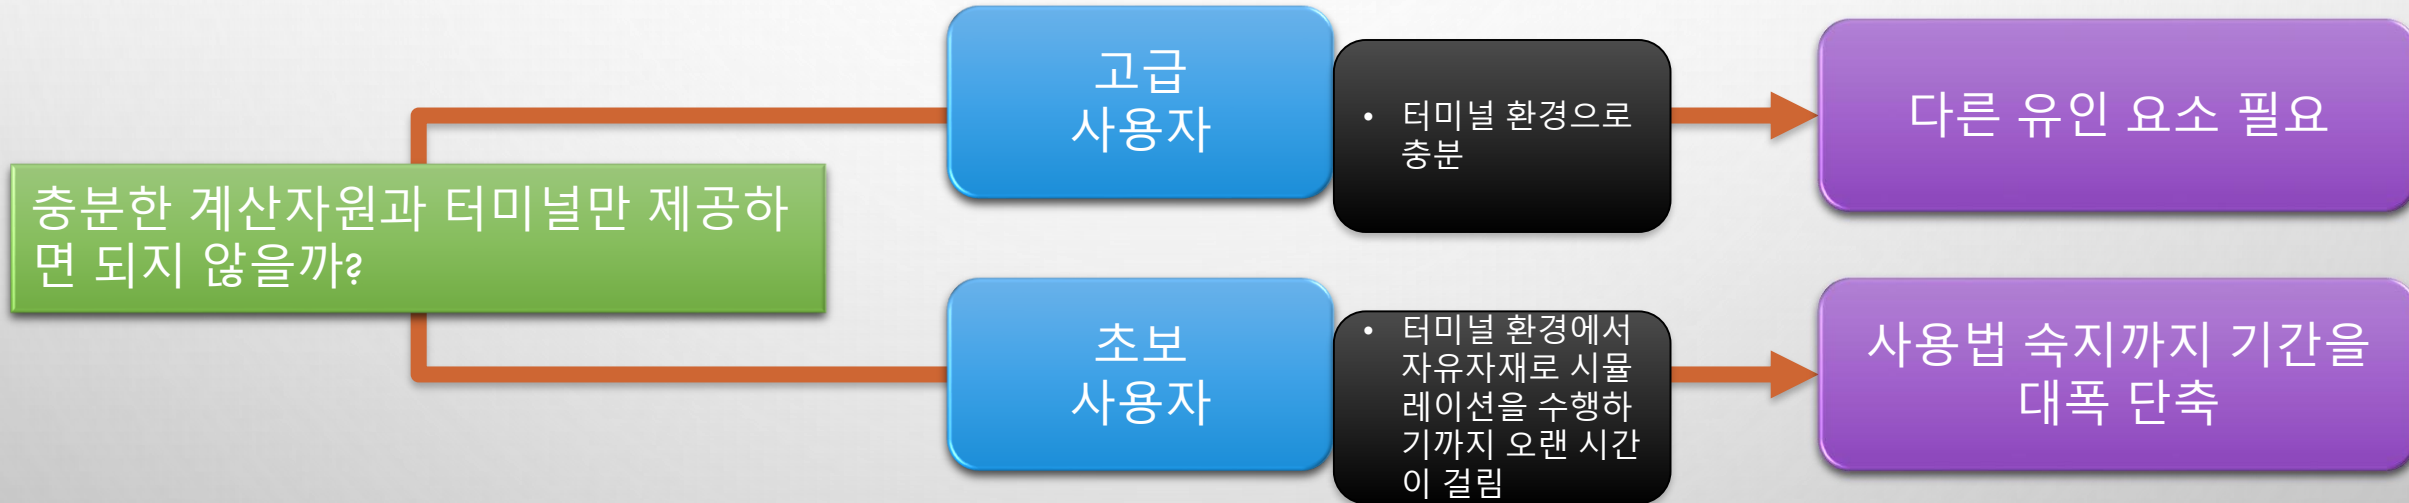 충분한 계산자원과 터미널만 제공하
면 되지 않을까?
고급
사용자
• 터미널 환경으로
충분
다른 유인 요소 필요
초보
사용자
• 터미널 환경에서
자유자재로 시뮬
레이션을 수행하
기까지 오랜 시간
이 걸림
사용법 숙지까지 기간을
대폭 단축